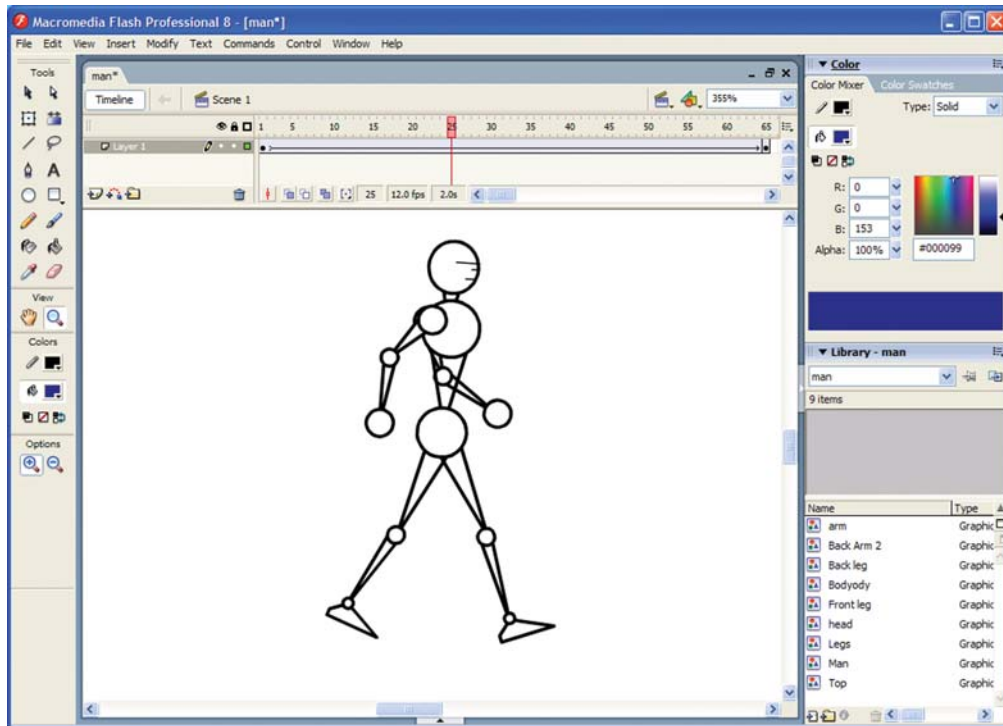 Macromedia Flash Professional 8 - [man*]
File Edit View Insert Modify Text Commands Control Window Help
Tools
View
Colors
Options
man*
Timeline
Scene 1
355%
1 5 10 15 20 25 30 35 40 45 50 55 60 65
Layer 1
25 12.0 fps 2.0s
Color
Color Mixer Color Swatches
Type: Solid
R: 0
G: 0
B: 153
Alpha: 100% #000099
Library - man
man
9 items
Name Type
arm Graphic
Back Arm 2 Graphic
Back leg Graphic
Bodyody Graphic
Front leg Graphic
head Graphic
Legs Graphic
Man Graphic
Top Graphic